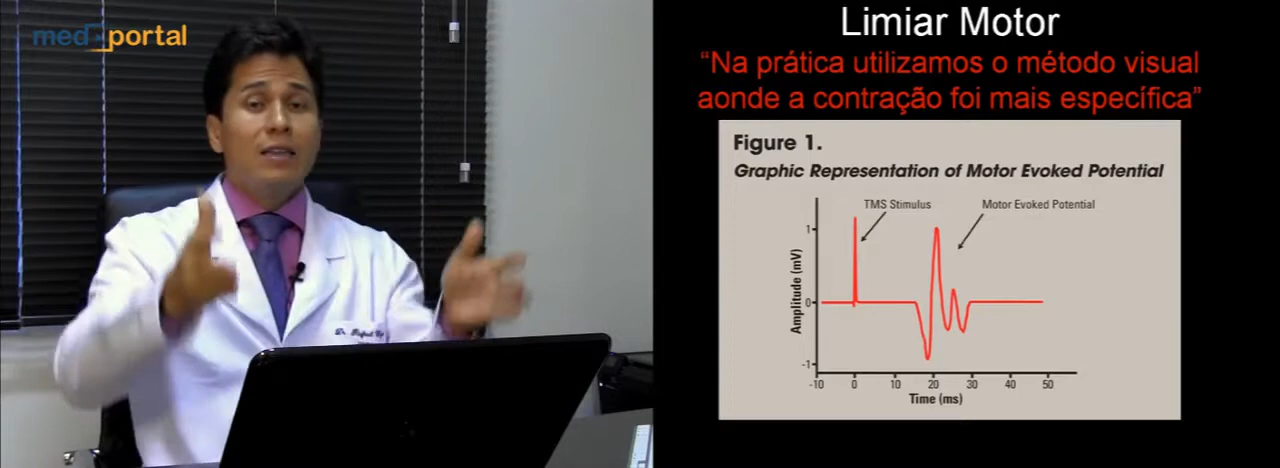 medportal
Dr. Rafael
Limiar Motor
“Na prática utilizamos o método visual
aonde a contração foi mais específica”
Figure 1.
Graphic Representation of Motor Evoked Potential
TMS Stimulus
Motor Evoked Potential
Amplitude (mV)
1
0
-1
-10 0 10 20 30 40 50
Time (ms)